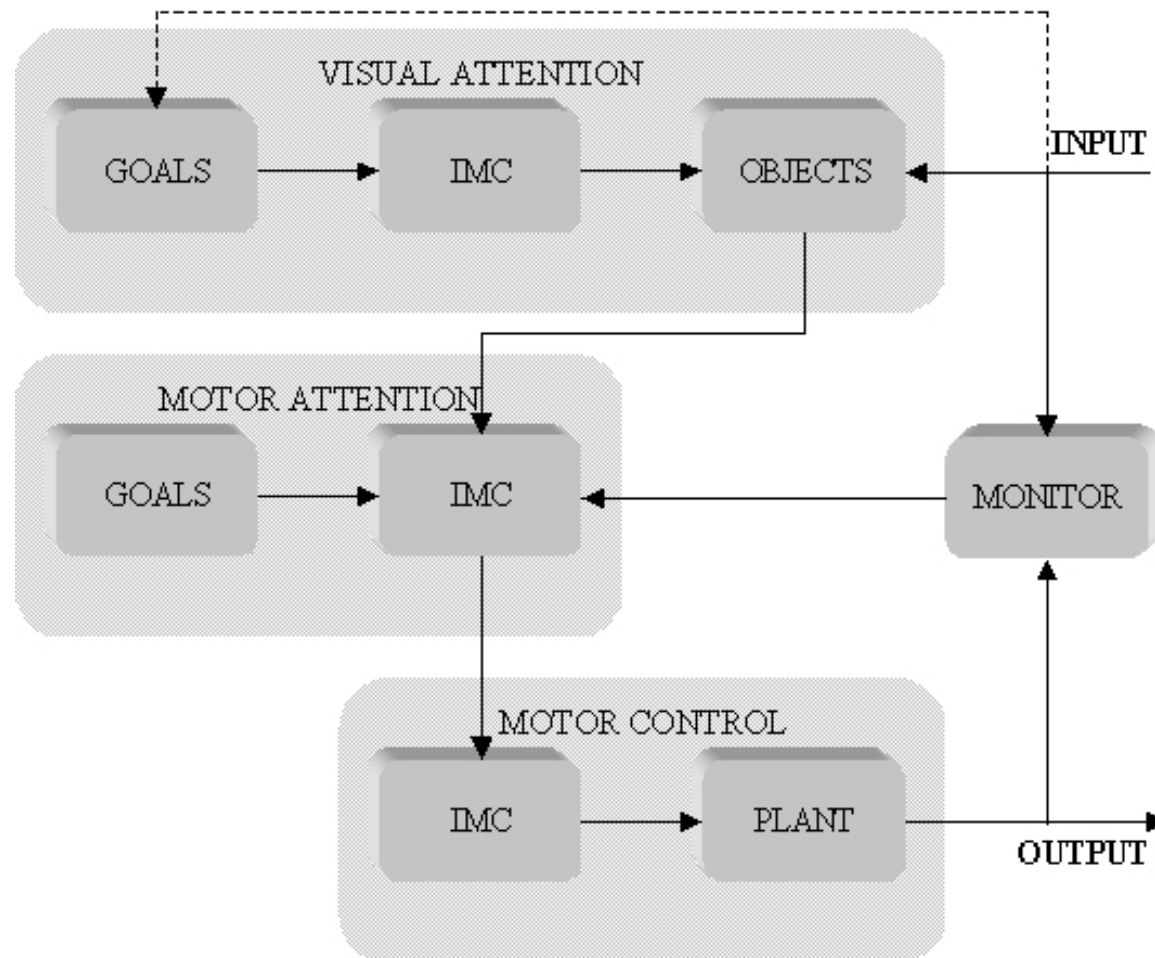 VISUAL ATTENTION
GOALS
IMC
OBJECTS
INPUT
MOTOR ATTENTION
GOALS
IMC
MONITOR
MOTOR CONTROL
IMC
PLANT
OUTPUT